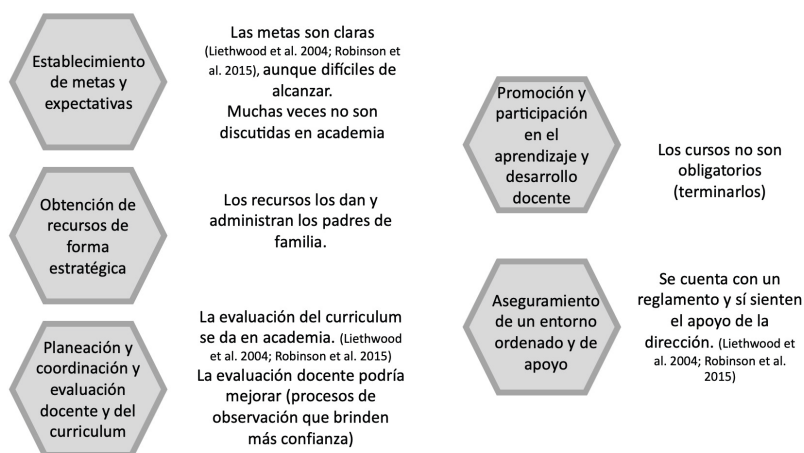 Establecimiento
de metas y
expectativas
Las metas son claras
(Liethwood et al. 2004; Robinson et
al. 2015), aunque difíciles de
alcanzar.
Muchas veces no son
discutidas en academia
Obtención de
recursos de
forma
estratégica
Los recursos los dan y
administran los padres de
familia.
Planeación y
coordinación y
evaluación
docente y del
curriculum
La evaluación del curriculum
se da en academia. (Liethwood
et al. 2004; Robinson et al. 2015)
La evaluación docente podría
mejorar (procesos de
observación que brinden
más confianza)
Promoción y
participación
en el
aprendizaje y
desarrollo
docente
Los cursos no son
obligatorios
(terminarlos)
Aseguramiento
de un entorno
ordenado y de
apoyo
Se cuenta con un
reglamento y sí sienten
el apoyo de la
dirección. (Liethwood et
al. 2004; Robinson et al.
2015)